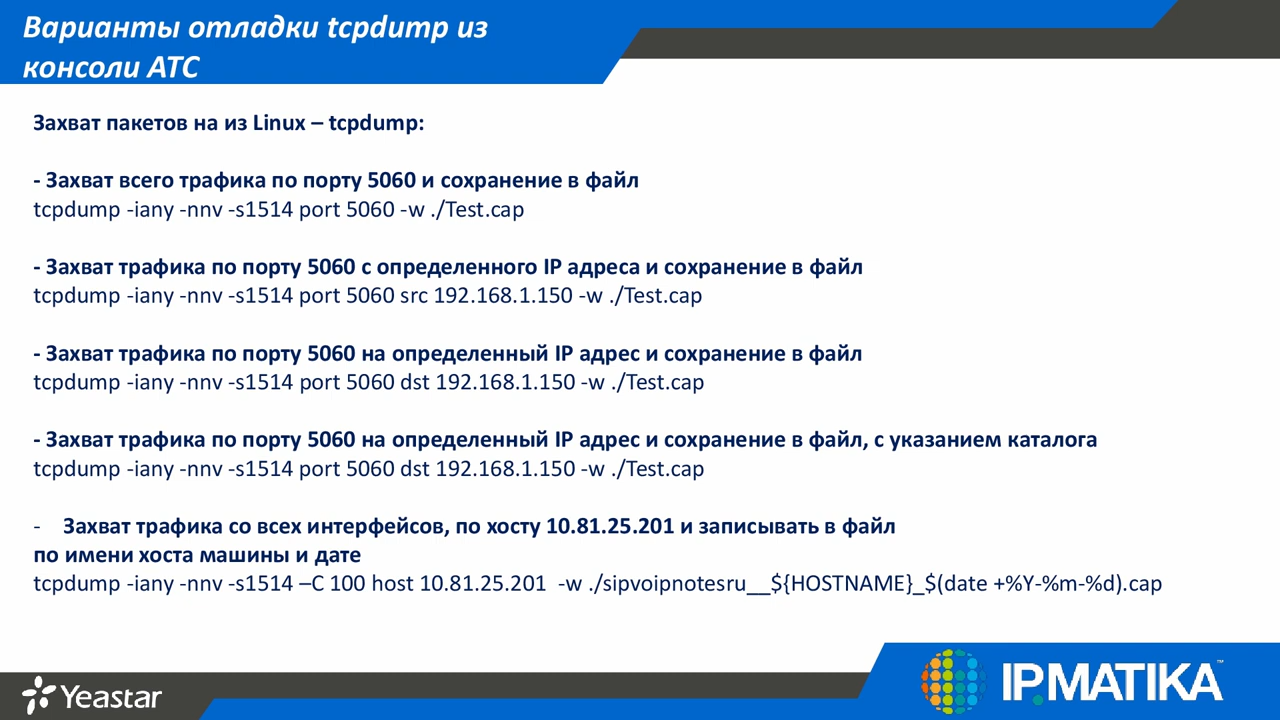 Варианты отладки tcpdump из
консоли АТС
Захват пакетов на из Linux – tcpdump:
- Захват всего трафика по порту 5060 и сохранение в файл
tcpdump -iany -nnv -s1514 port 5060 -w ./Test.cap
- Захват трафика по порту 5060 с определенного IP адреса и сохранение в файл
tcpdump -iany -nnv -s1514 port 5060 src 192.168.1.150 -w ./Test.cap
- Захват трафика по порту 5060 на определенный IP адрес и сохранение в файл
tcpdump -iany -nnv -s1514 port 5060 dst 192.168.1.150 -w ./Test.cap
- Захват трафика по порту 5060 на определенный IP адрес и сохранение в файл, с указанием каталога
tcpdump -iany -nnv -s1514 port 5060 dst 192.168.1.150 -w ./Test.cap
- Захват трафика со всех интерфейсов, по хосту 10.81.25.201 и записывать в файл
по имени хоста машины и дате
tcpdump -iany -nnv -s1514 –C 100 host 10.81.25.201 -w ./sipvoipnotesru__${HOSTNAME}_$(date +%Y-%m-%d).cap
Yeastar
IPMATIKA™